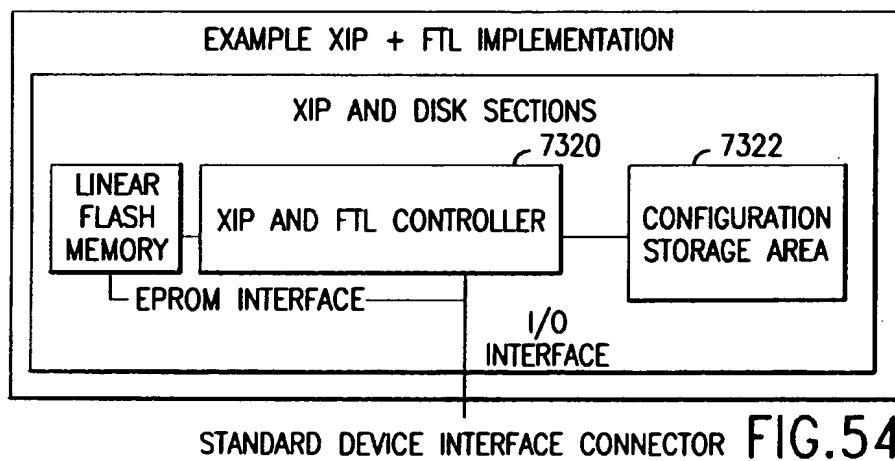 EXAMPLE XIP + FTL IMPLEMENTATION
XIP AND DISK SECTIONS
7320
7322
LINEAR
FLASH
MEMORY
XIP AND FTL CONTROLLER
CONFIGURATION
STORAGE AREA
EPROM INTERFACE
I/O
INTERFACE
STANDARD DEVICE INTERFACE CONNECTOR
FIG.54